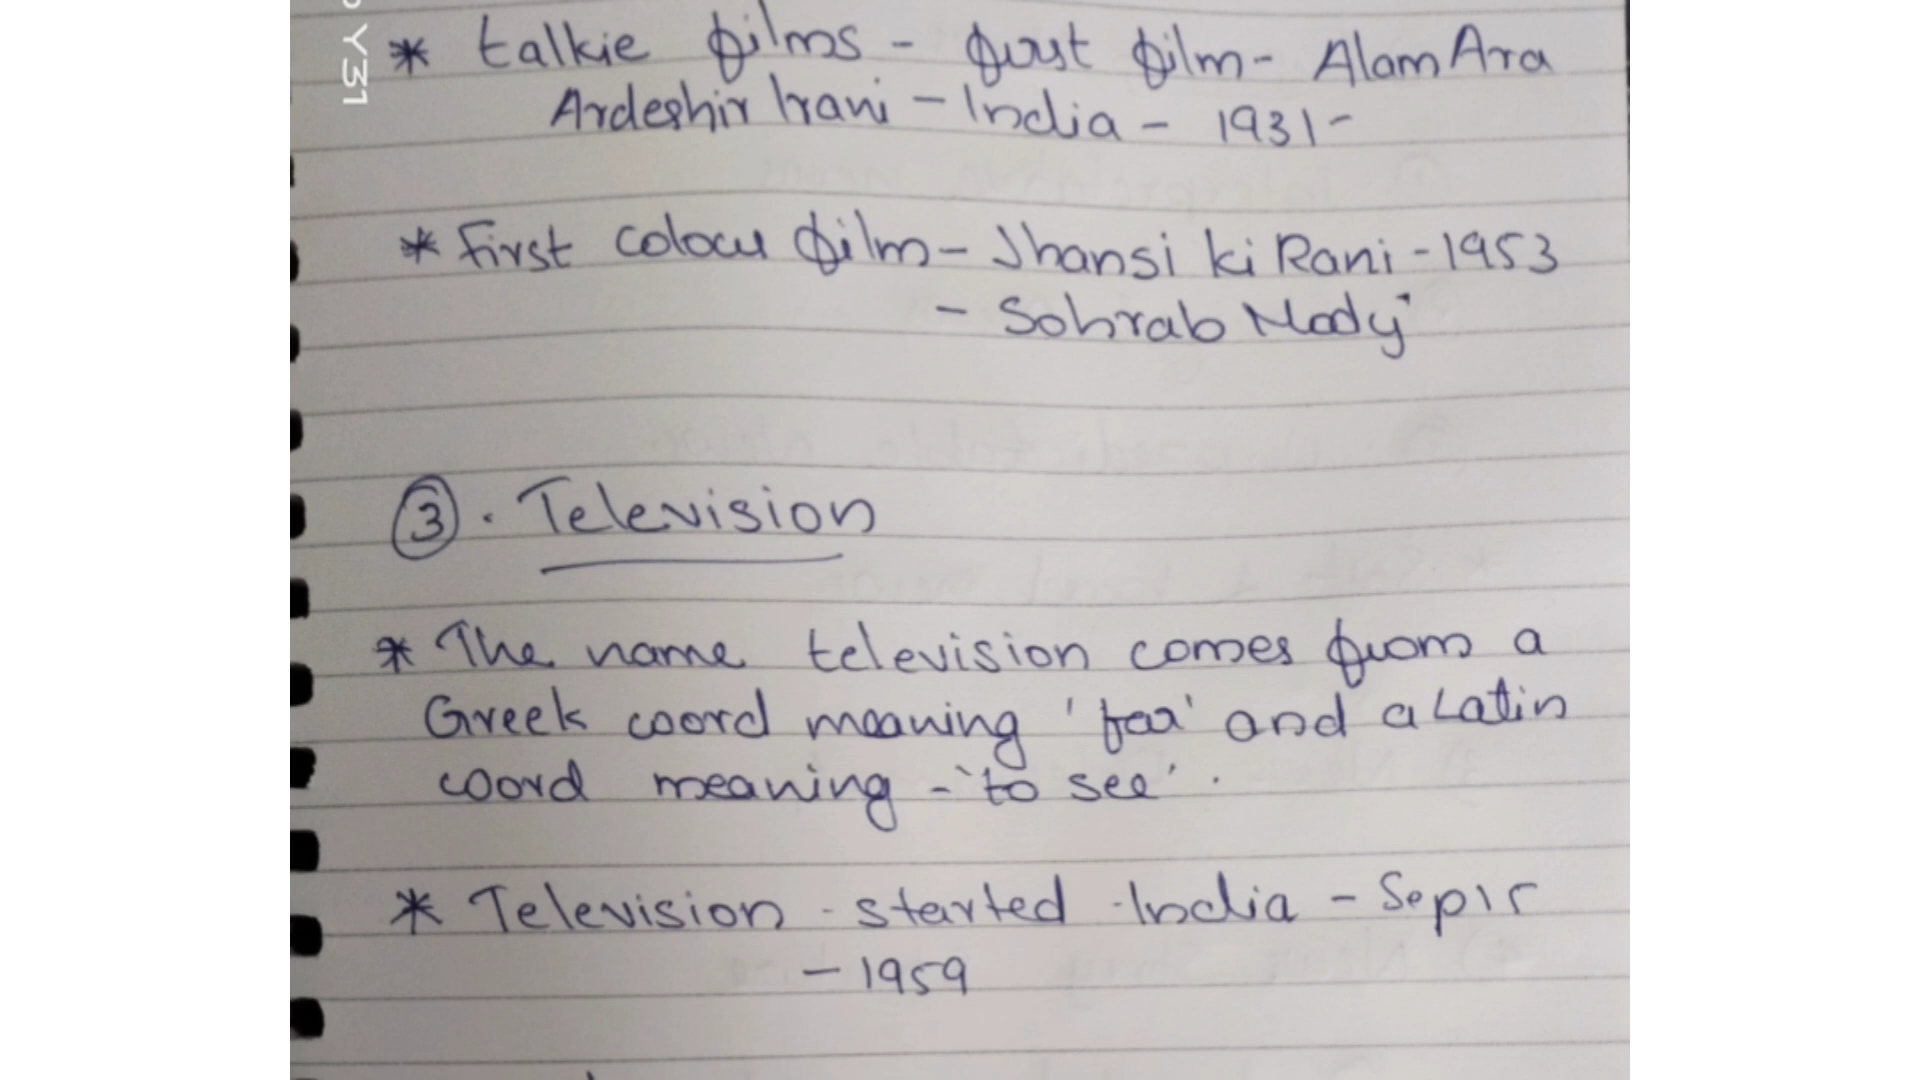 Y31
* talkie films - first film - Alam Ara
Ardeshir Irani - India - 1931 -
* First colour film - Jhansi ki Rani - 1953
- Sohrab Mody
3. Television
* The name television comes from a
Greek word meaning 'far' and a Latin
word meaning - 'to see'.
* Television - started India - Sep 15
- 1959